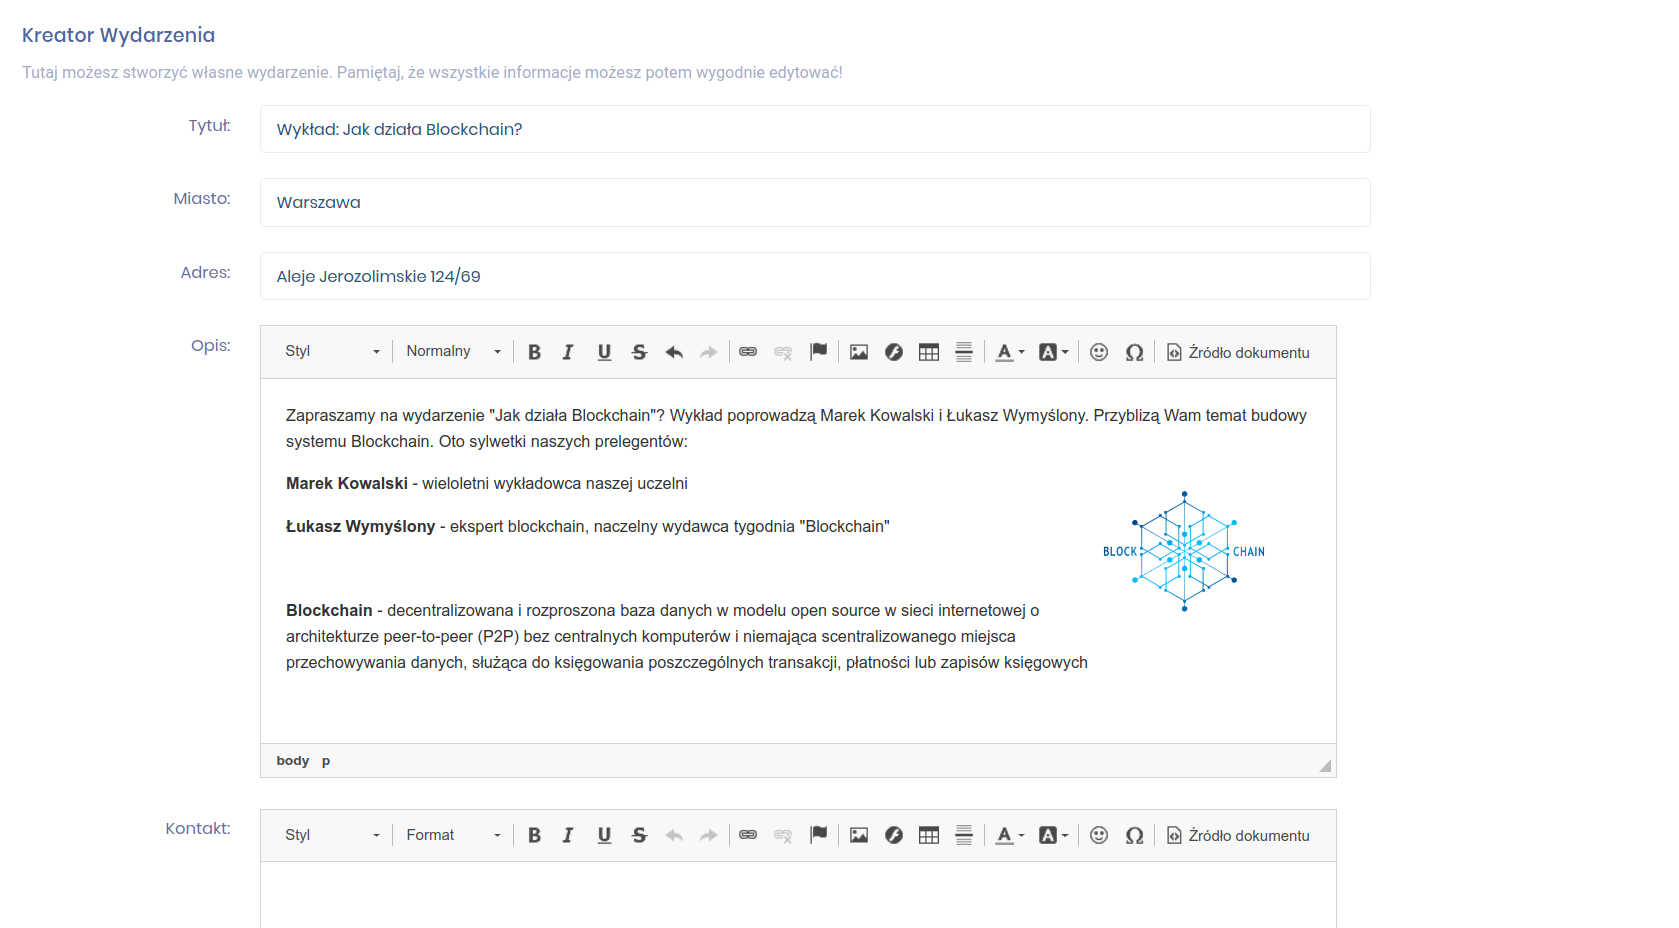 Kreator Wydarzenia
Tutaj możesz stworzyć własne wydarzenie. Pamiętaj, że wszystkie informacje możesz potem wygodnie edytować!
Tytuł: Wykład: Jak działa Blockchain?
Miasto: Warszawa
Adres: Aleje Jerozolimskie 124/69
Opis: Styl Normalny B I U S A A Ω Źródło dokumentu
Zapraszamy na wydarzenie "Jak działa Blockchain"? Wykład poprowadzą Marek Kowalski i Łukasz Wymyślony. Przyblizą Wam temat budowy
systemu Blockchain. Oto sylwetki naszych prelegentów:
Marek Kowalski - wieloletni wykładowca naszej uczelni
Łukasz Wymyślony - ekspert blockchain, naczelny wydawca tygodnia "Blockchain"
BLOCK CHAIN
Blockchain - decentralizowana i rozproszona baza danych w modelu open source w sieci internetowej o
architekturze peer-to-peer (P2P) bez centralnych komputerów i niemająca scentralizowanego miejsca
przechowywania danych, służąca do księgowania poszczególnych transakcji, płatności lub zapisów księgowych
body p
Kontakt: Styl Format B I U S A A Ω Źródło dokumentu